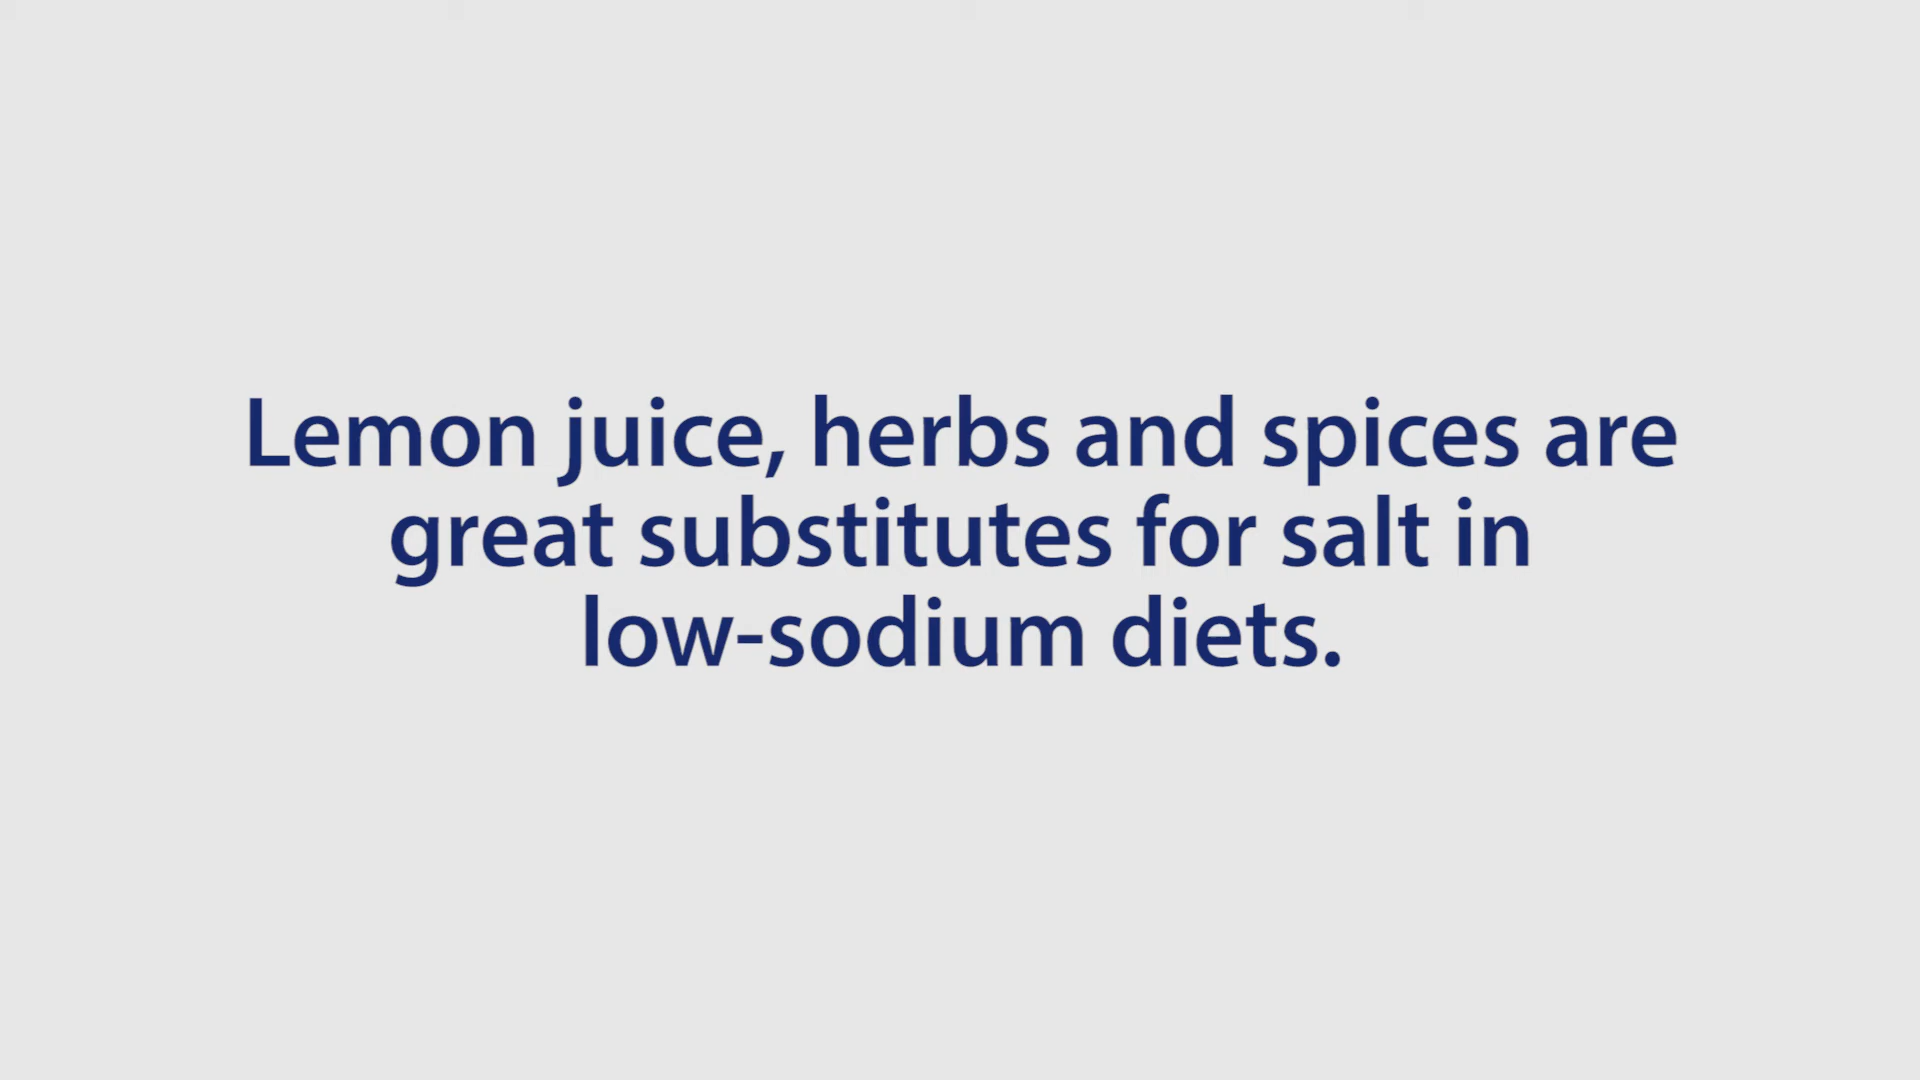 Lemon juice, herbs and spices are
great substitutes for salt in
low-sodium diets.